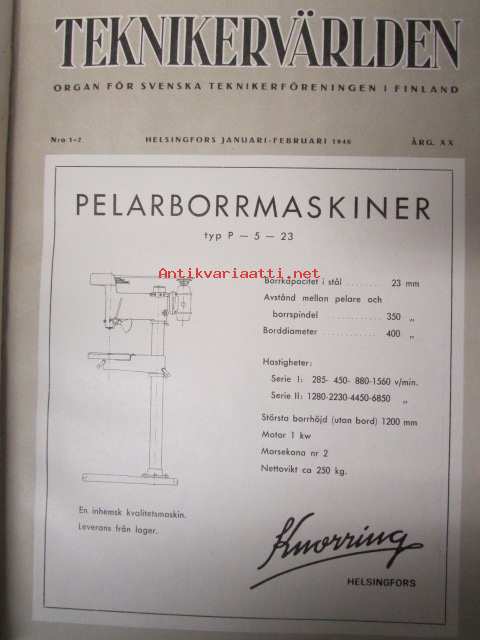 TEKNIKERVÄRLDEN
ORGAN FÖR SVENSKA TEKNIKERFÖRENINGEN I FINLAND
Nro 1-2 HELSINGFORS JANUARI-FEBRUARI 1946 ÅRG. XX
PELARBORRMASKINER
typ P — 5 — 23
Antikvariaatti.net
Borrkapacitet i stål ........ 23 mm
Avstånd mellan pelare och
borrspindel ............ 350 „
Borddiameter ............ 400 „
Hastigheter:
Serie I: 285- 450- 880-1560 v/min.
Serie II: 1280-2230-4450-6850 „
Största borrhöjd (utan bord) 1200 mm
Motor 1 kw
Morsekona nr 2
Nettovikt ca 250 kg.
En inhemsk kvalitetsmaskin.
Leverans från lager.
Knorring
HELSINGFORS